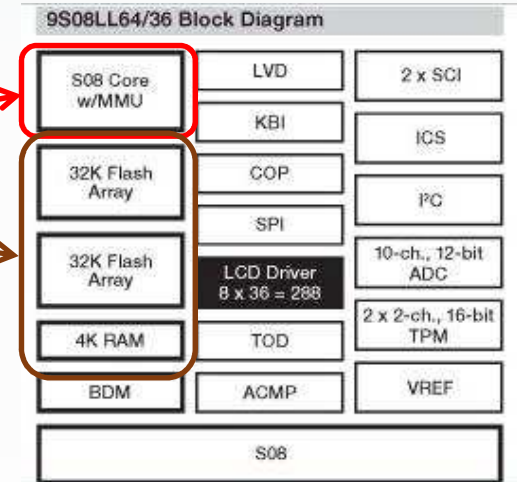 9S08LL64/36 Block Diagram
S08 Core
w/MMU
32K Flash
Array
32K Flash
Array
4K RAM
BDM
LVD
KBI
COP
SPI
LCD Driver
8 x 36 = 288
TOD
ACMP
2 x SCI
ICS
I²C
10-ch., 12-bit
ADC
2 x 2-ch., 16-bit
TPM
VREF
S08